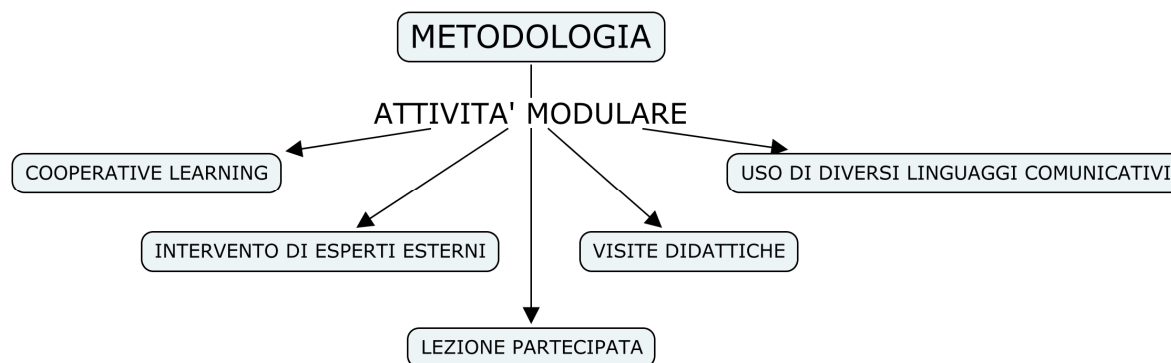 METODOLOGIA
ATTIVITA' MODULARE
COOPERATIVE LEARNING
USO DI DIVERSI LINGUAGGI COMUNICATIVI
INTERVENTO DI ESPERTI ESTERNI
VISITE DIDATTICHE
LEZIONE PARTECIPATA